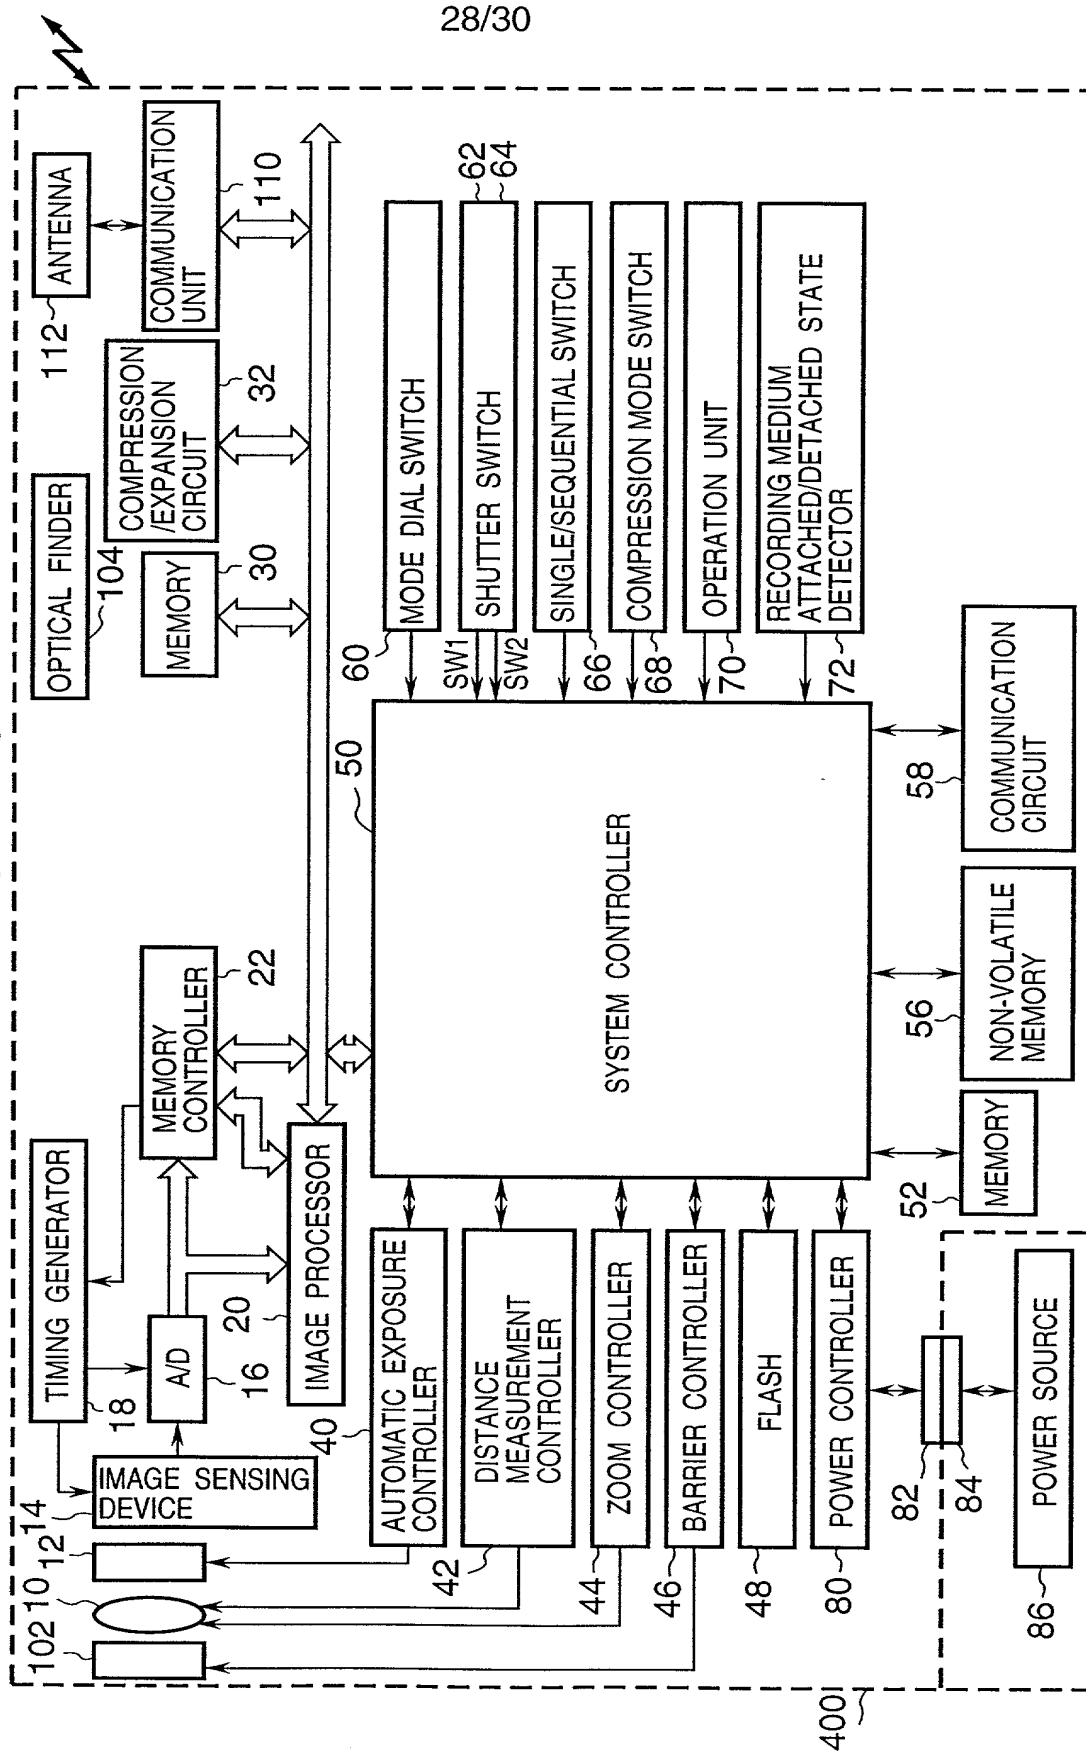 28/30
400
102
10
12
14
IMAGE SENSING
DEVICE
18
TIMING GENERATOR
16
A/D
20
IMAGE PROCESSOR
22
MEMORY
CONTROLLER
104
OPTICAL FINDER
30
MEMORY
32
COMPRESSION
/EXPANSION
CIRCUIT
112
ANTENNA
110
COMMUNICATION
UNIT
40
AUTOMATIC EXPOSURE
CONTROLLER
42
DISTANCE
MEASUREMENT
CONTROLLER
44
ZOOM CONTROLLER
46
BARRIER CONTROLLER
48
FLASH
80
POWER CONTROLLER
50
SYSTEM CONTROLLER
60
MODE DIAL SWITCH
SW1
SW2
SHUTTER SWITCH
62
64
66
SINGLE/SEQUENTIAL SWITCH
68
COMPRESSION MODE SWITCH
70
OPERATION UNIT
72
RECORDING MEDIUM
ATTACHED/DETACHED STATE
DETECTOR
82
84
86
POWER SOURCE
52
MEMORY
56
NON-VOLATILE
MEMORY
58
COMMUNICATION
CIRCUIT